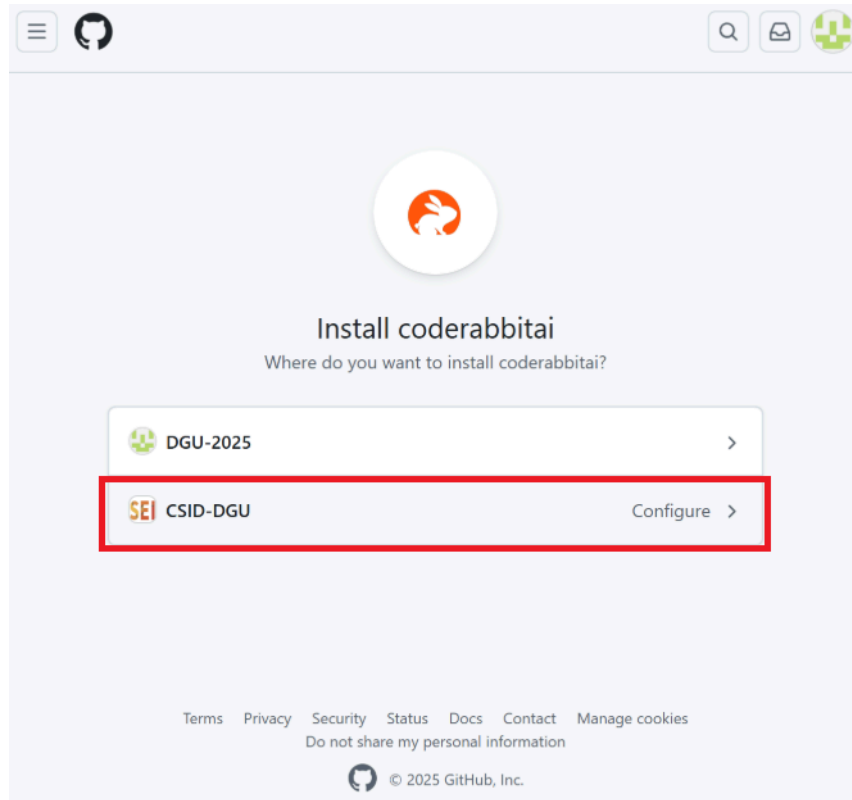 Install coderabbitai
Where do you want to install coderabbitai?
DGU-2025
SEI CSID-DGU Configure
Terms Privacy Security Status Docs Contact Manage cookies
Do not share my personal information
© 2025 GitHub, Inc.